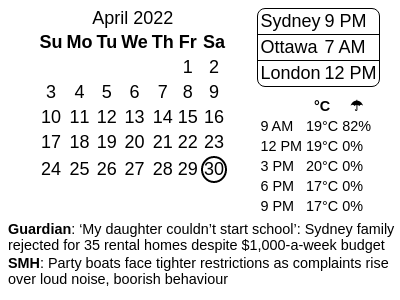 April 2022
Su Mo Tu We Th Fr Sa
1 2
3 4 5 6 7 8 9
10 11 12 13 14 15 16
17 18 19 20 21 22 23
24 25 26 27 28 29 30
Sydney 9 PM
Ottawa 7 AM
London 12 PM
°C ☂
9 AM 19°C 82%
12 PM 19°C 0%
3 PM 20°C 0%
6 PM 17°C 0%
9 PM 17°C 0%
Guardian: ‘My daughter couldn’t start school’: Sydney family
rejected for 35 rental homes despite $1,000-a-week budget
SMH: Party boats face tighter restrictions as complaints rise
over loud noise, boorish behaviour